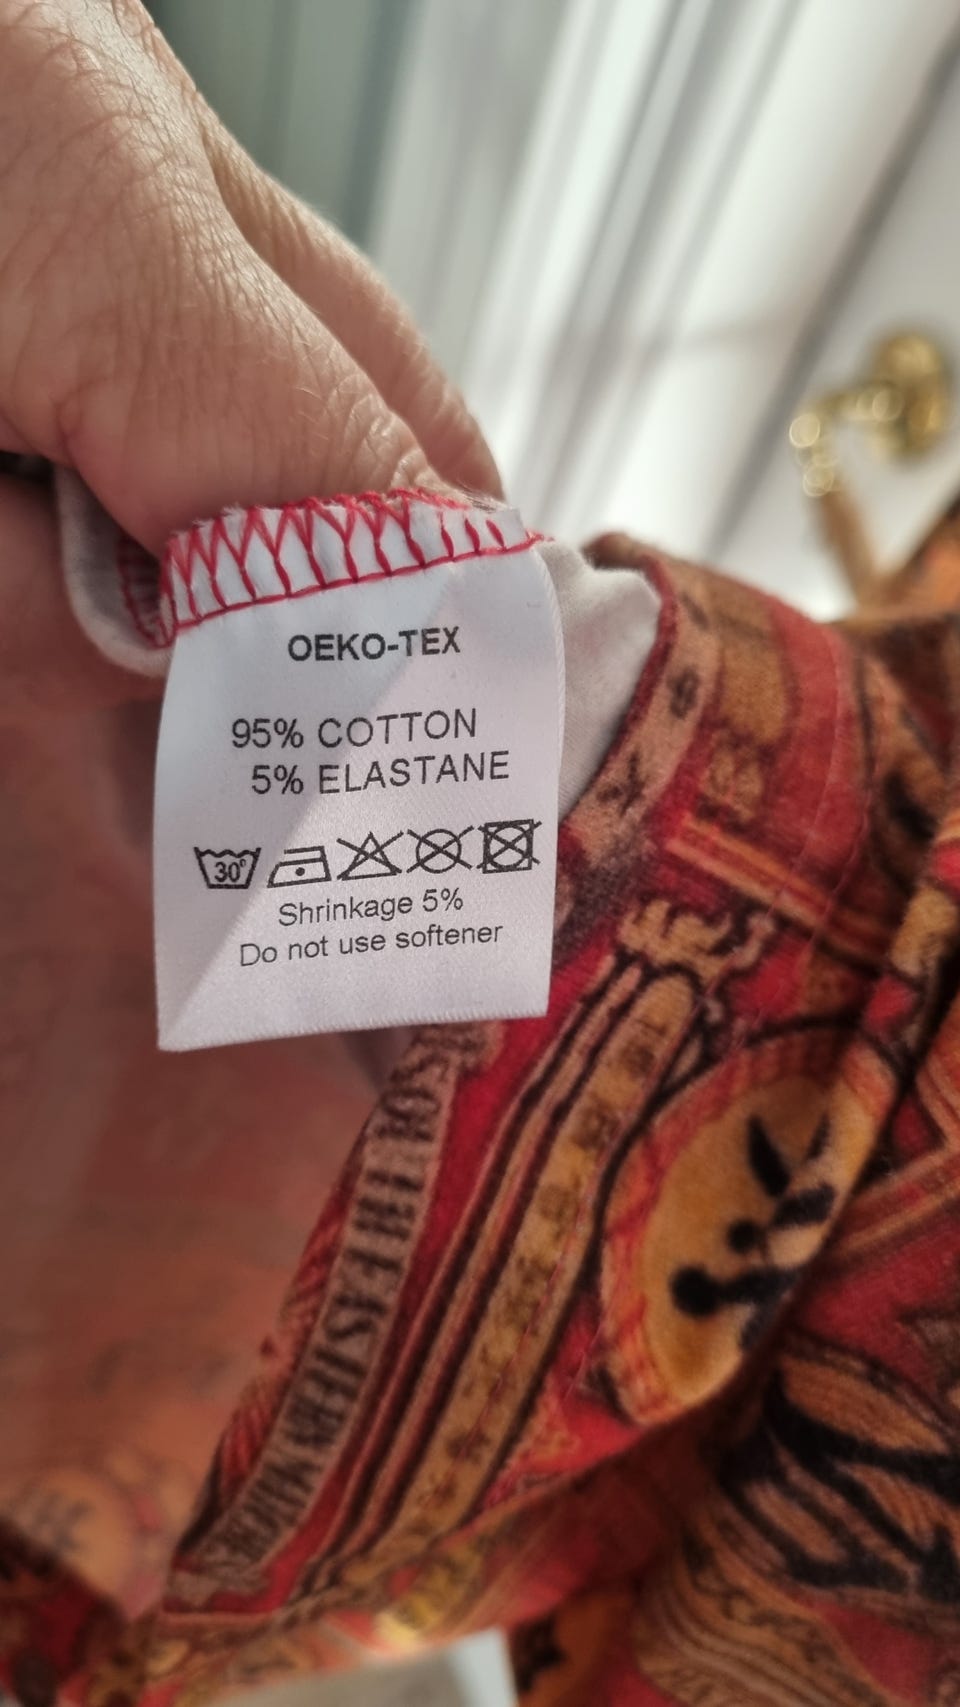 OEKO-TEX
95% COTTON
5% ELASTANE
30°
Shrinkage 5%
Do not use softener